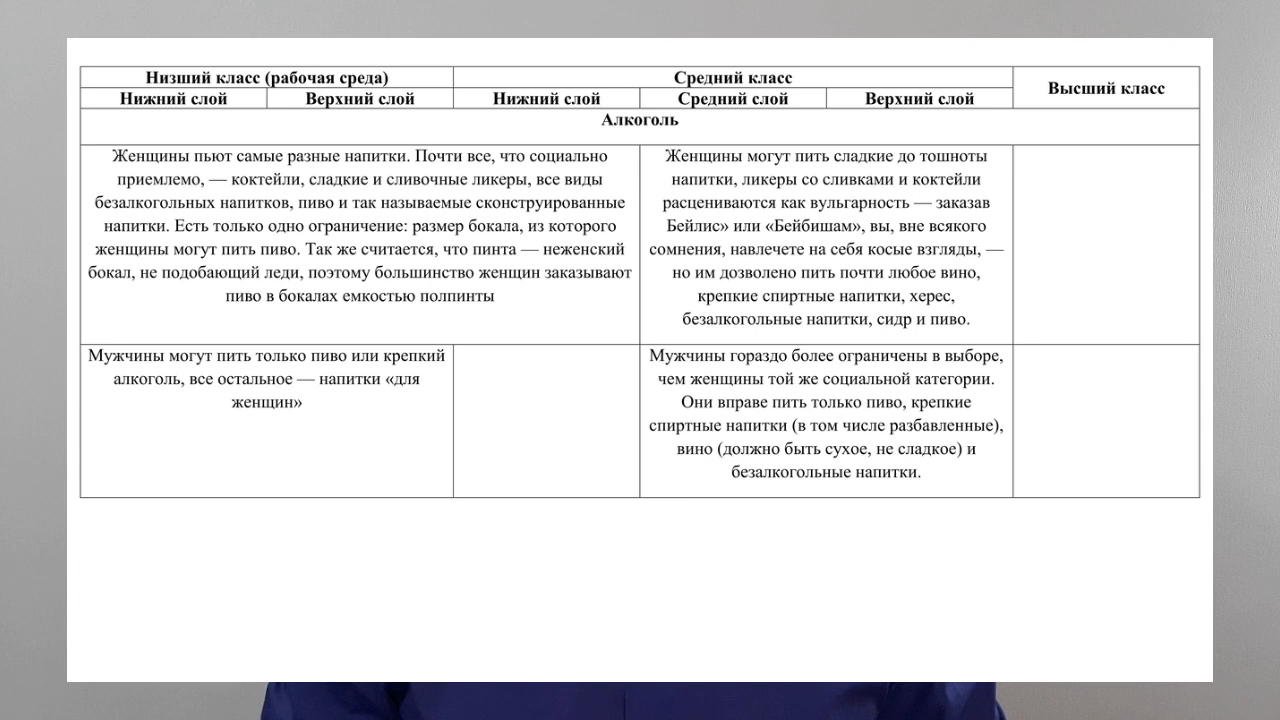 Низший класс (рабочая среда) Средний класс Высший класс
Нижний слой Верхний слой Нижний слой Средний слой Верхний слой
Алкоголь
Женщины пьют самые разные напитки. Почти все, что социально
приемлемо, — коктейли, сладкие и сливочные ликеры, все виды
безалкогольных напитков, пиво и так называемые сконструированные
напитки. Есть только одно ограничение: размер бокала, из которого
женщины могут пить пиво. Так же считается, что пинта — неженский
бокал, не подобающий леди, поэтому большинство женщин заказывают
пиво в бокалах емкостью полпинты
Женщины могут пить сладкие до тошноты
напитки, ликеры со сливками и коктейли
расцениваются как вульгарность — заказав
Бейлис» или «Бейбишам», вы, вне всякого
сомнения, навлечете на себя косые взгляды, —
но им дозволено пить почти любое вино,
крепкие спиртные напитки, херес,
безалкогольные напитки, сидр и пиво.
Мужчины могут пить только пиво или крепкий
алкоголь, все остальное — напитки «для
женщин»
Мужчины гораздо более ограничены в выборе,
чем женщины той же социальной категории.
Они вправе пить только пиво, крепкие
спиртные напитки (в том числе разбавленные),
вино (должно быть сухое, не сладкое) и
безалкогольные напитки.